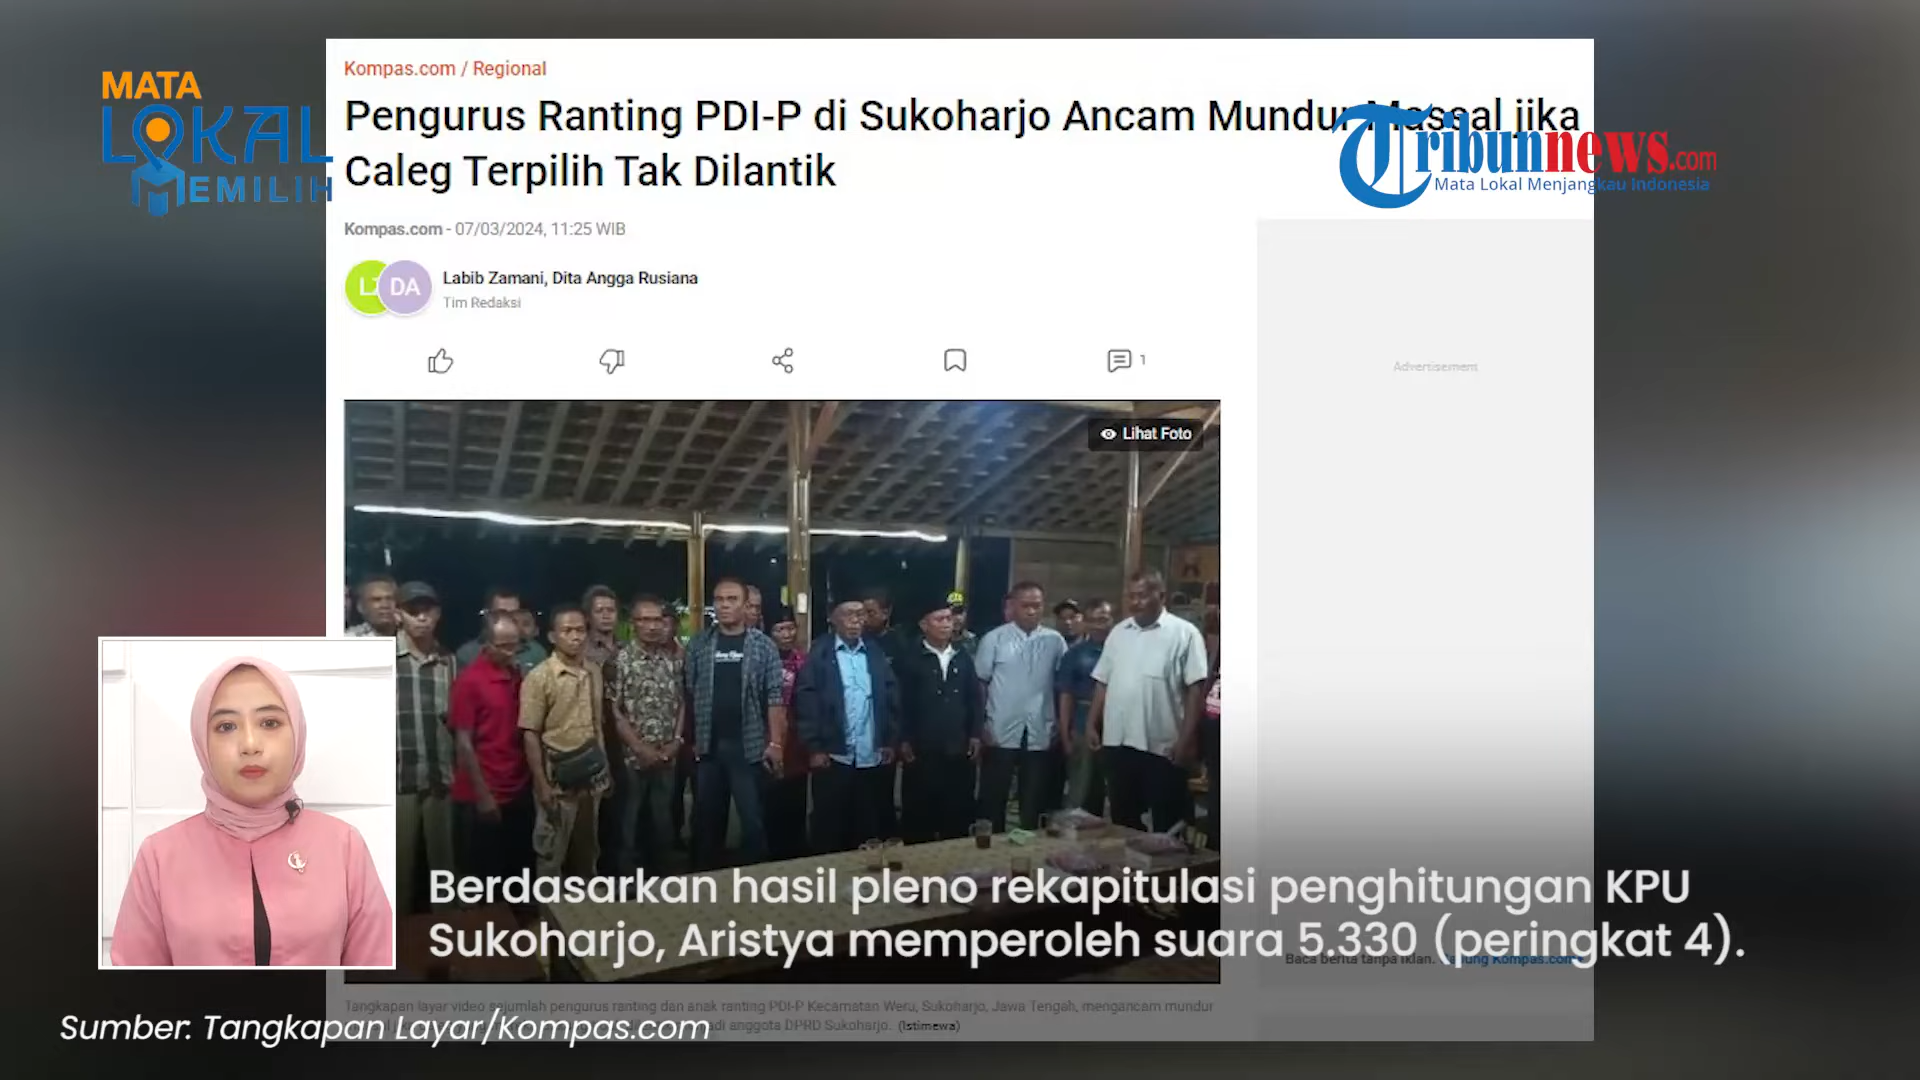 MATA
LOKAL
MEMILIH
Kompas.com / Regional
Pengurus Ranting PDI-P di Sukoharjo Ancam Mundur Massal jika
Caleg Terpilih Tak Dilantik
Tribunnews.com
Mata Lokal Menjangkau Indonesia
Kompas.com - 07/03/2024, 11:25 WIB
LZ
DA
Labib Zamani, Dita Angga Rusiana
Tim Redaksi
1
Advertisement
Lihat Foto
Berdasarkan hasil pleno rekapitulasi penghitungan KPU
Sukoharjo, Aristya memperoleh suara 5.330 (peringkat 4).
Baca berita tanpa iklan. Gabung Kompas.com+
Tangkapan layar video sejumlah pengurus ranting dan anak ranting PDI-P Kecamatan Weru, Sukoharjo, Jawa Tengah, mengancam mundur
adi anggota DPRD Sukoharjo. (Istimewa)
Sumber: Tangkapan Layar/Kompas.com